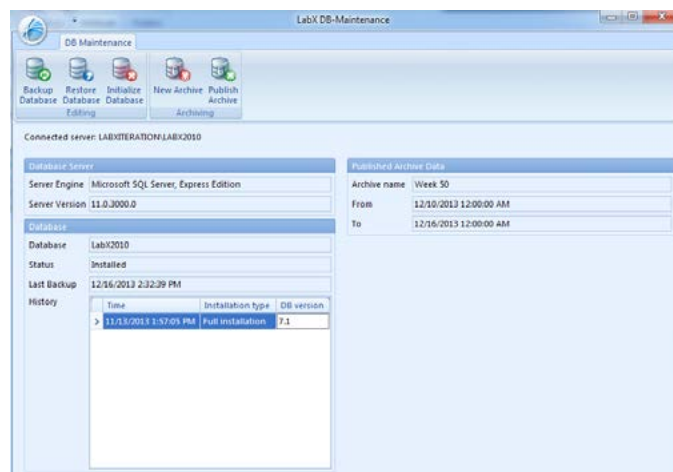 LabX DB-Maintenance
DB Maintenance
Backup Database
Restore Database
Initialize Database
New Archive
Publish Archive
Editing
Archiving
Connected server: LABXITERATION\LABX2010
Database Server
Server Engine Microsoft SQL Server, Express Edition
Server Version 11.0.3000.0
Database
Database LabX2010
Status Installed
Last Backup 12/16/2013 2:32:39 PM
History
Time Installation type DB version
11/13/2013 1:57:05 PM Full installation 7.1
Published Archive Data
Archive name Week 50
From 12/10/2013 12:00:00 AM
To 12/16/2013 12:00:00 AM